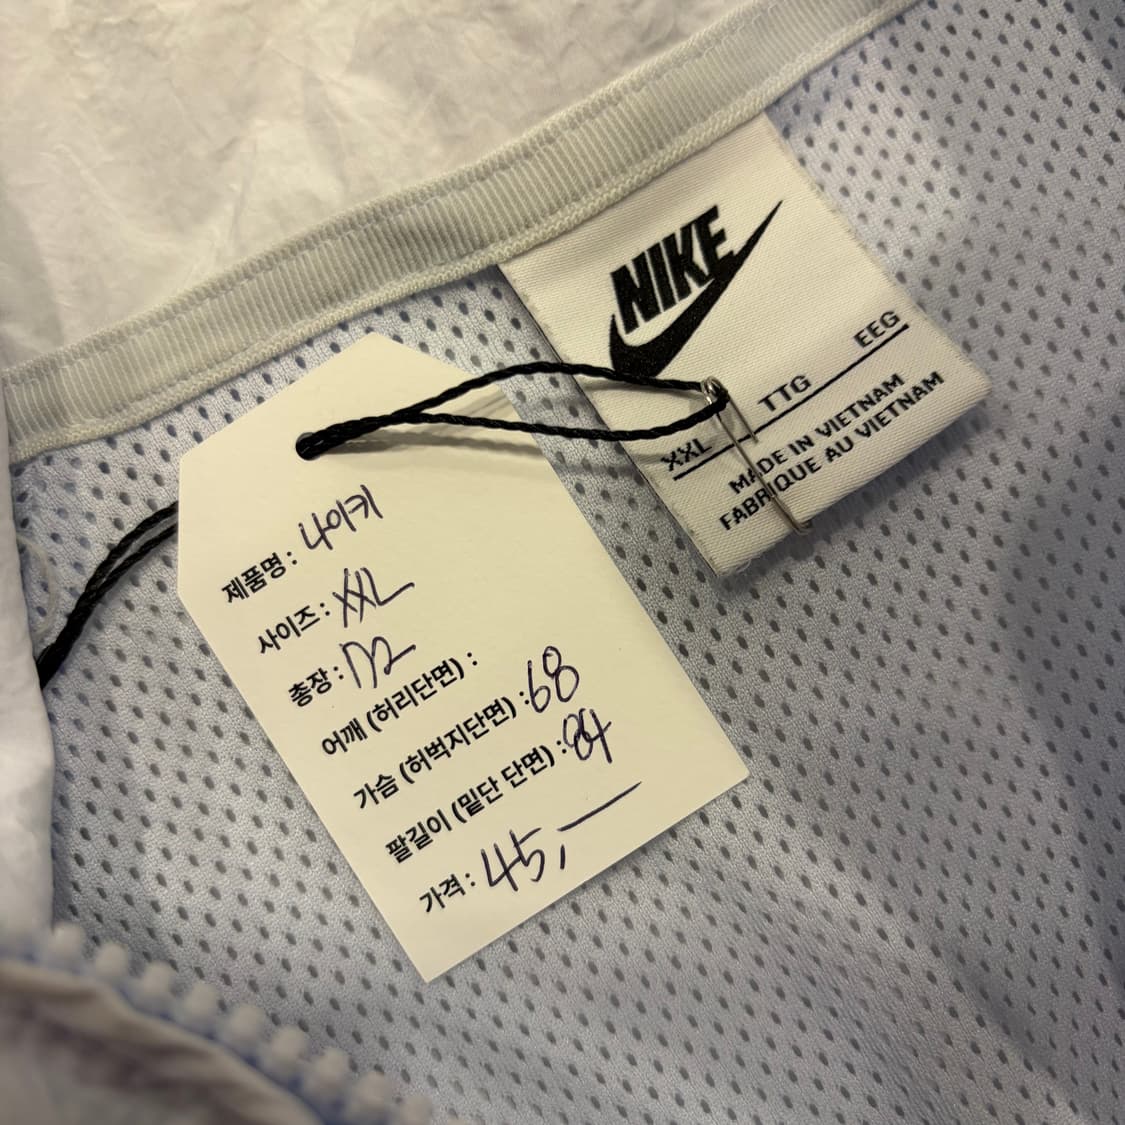 NIKE
XXL TTG EEG
MADE IN VIETNAM
FABRIQUE AU VIETNAM
제품명 : 나이키
사이즈 : XXL
총장 :
어깨 (허리단면) :
가슴 (허벅지단면) : 68
팔길이 (밑단 단면) : 84
가격 : 45,—